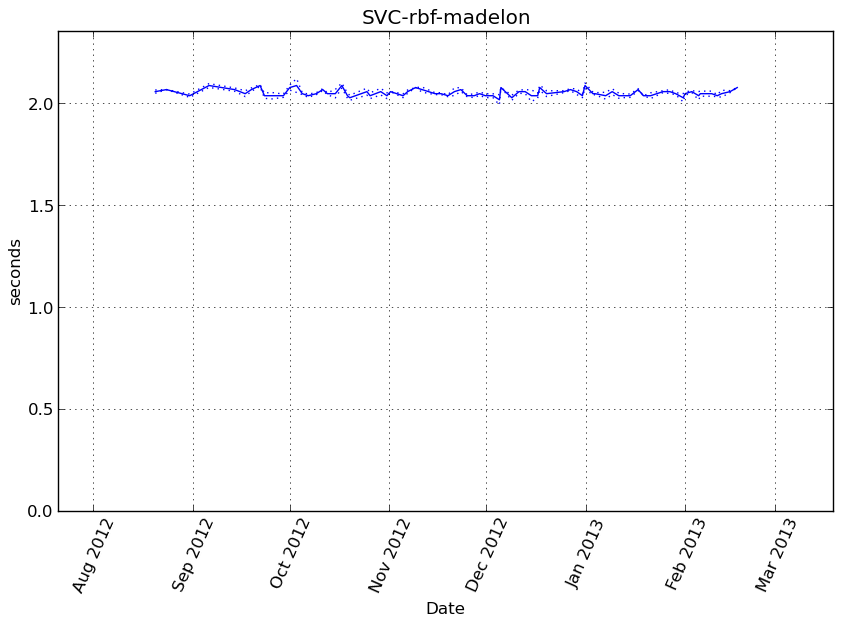 SVC-rbf-madelon
seconds
2.0
1.5
1.0
0.5
0.0
Aug 2012
Sep 2012
Oct 2012
Nov 2012
Dec 2012
Jan 2013
Feb 2013
Mar 2013
Date